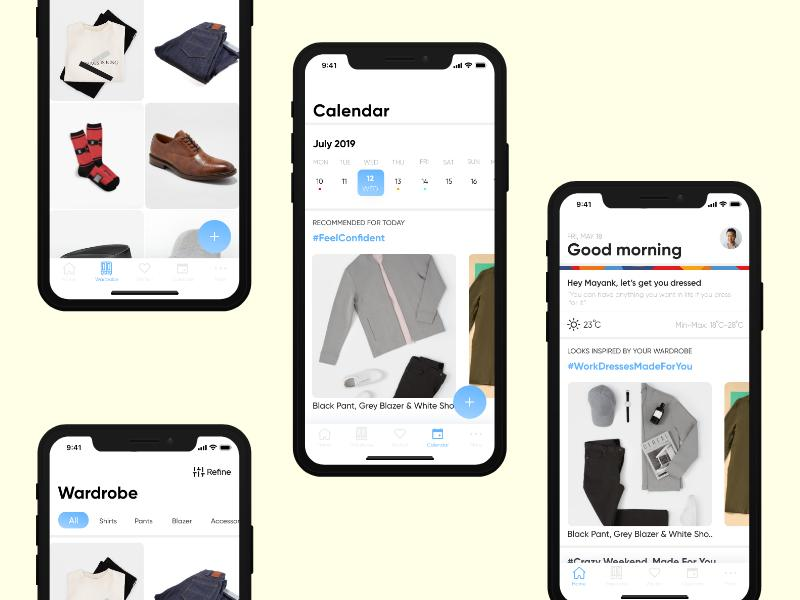 Wardrobe
9:41
Wardrobe
Refine
All
Shirts
Pants
Blazer
Accessor
9:41
Calendar
July 2019
MON
TUE
WED
THU
FRI
SAT
SUN
M
10
11
12
WED
13
14
15
16
RECOMMENDED FOR TODAY
#FeelConfident
Black Pant, Grey Blazer & White Sho
Calendar
9:41
FRI, MAY 18
Good morning
Hey Mayank, let's get you dressed
"You can have anything you want in life if you dress
for it"
23°C
Min-Max: 18°C-28°C
LOOKS INSPIRED BY YOUR WARDROBE
#WorkDressesMadeForYou
Black Pant, Grey Blazer & White Sho..
#Crazy Weekend, Made For You
Home